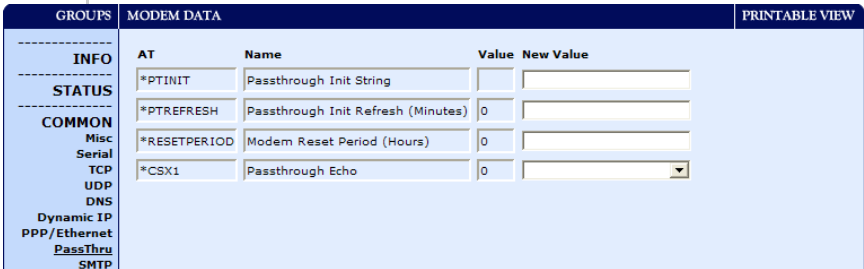 GROUPS MODEM DATA PRINTABLE VIEW
--------------
INFO
--------------
STATUS
--------------
COMMON
Misc
Serial
TCP
UDP
DNS
Dynamic IP
PPP/Ethernet
PassThru
SMTP
AT Name Value New Value
*PTINIT Passthrough Init String
*PTREFRESH Passthrough Init Refresh (Minutes) 0
*RESETPERIOD Modem Reset Period (Hours) 0
*CSX1 Passthrough Echo 0